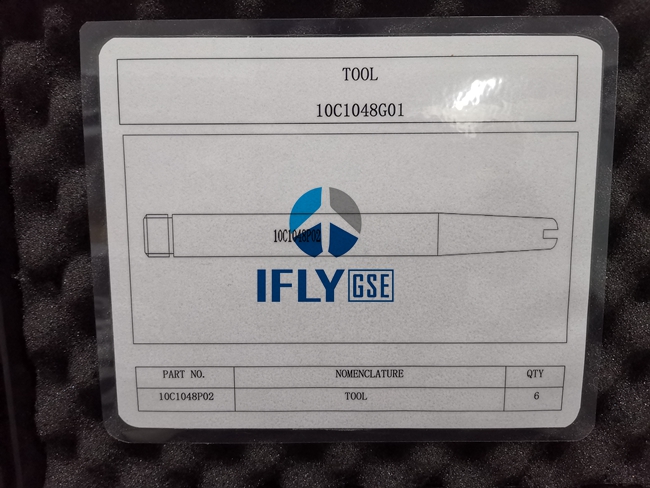 TOOL
10C1048G01
10C1048P02
IFLY GSE
PART NO. NOMENCLATURE QTY
10C1048P02 TOOL 6